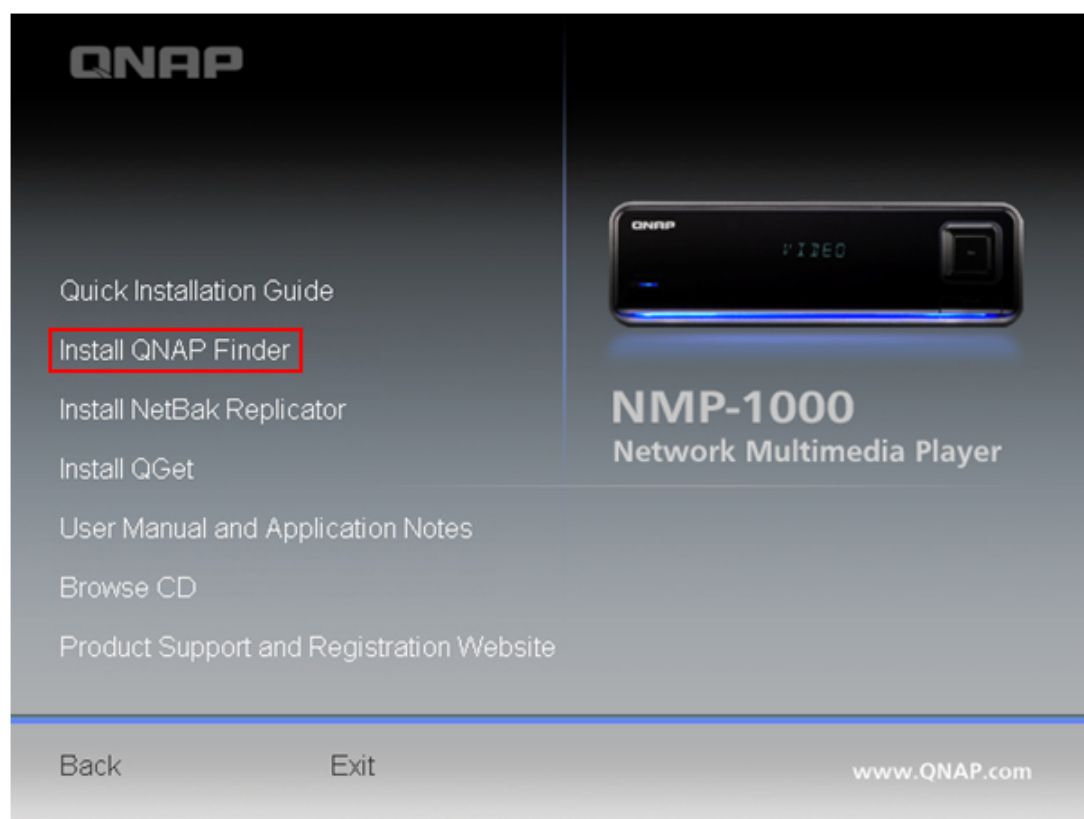 QNAP
QNAP
VIDEO
Quick Installation Guide
Install QNAP Finder
Install NetBak Replicator
Install QGet
User Manual and Application Notes
Browse CD
Product Support and Registration Website
NMP-1000
Network Multimedia Player
Back
Exit
www.QNAP.com